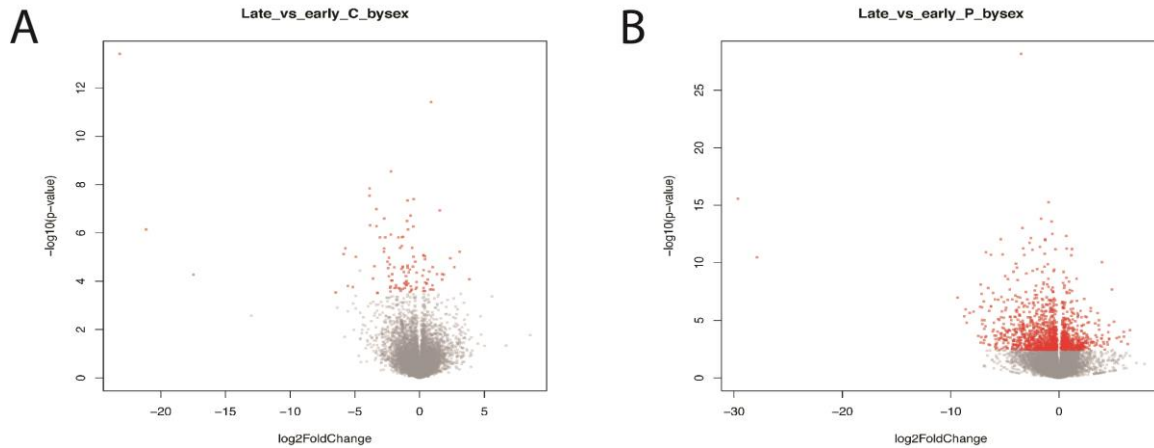 A
Late_vs_early_C_bysex
-log10(p-value)
12
10
8
6
4
2
0
-20
-15
-10
-5
0
5
log2FoldChange
B
Late_vs_early_P_bysex
-log10(p-value)
25
20
15
10
5
0
-30
-20
-10
0
log2FoldChange